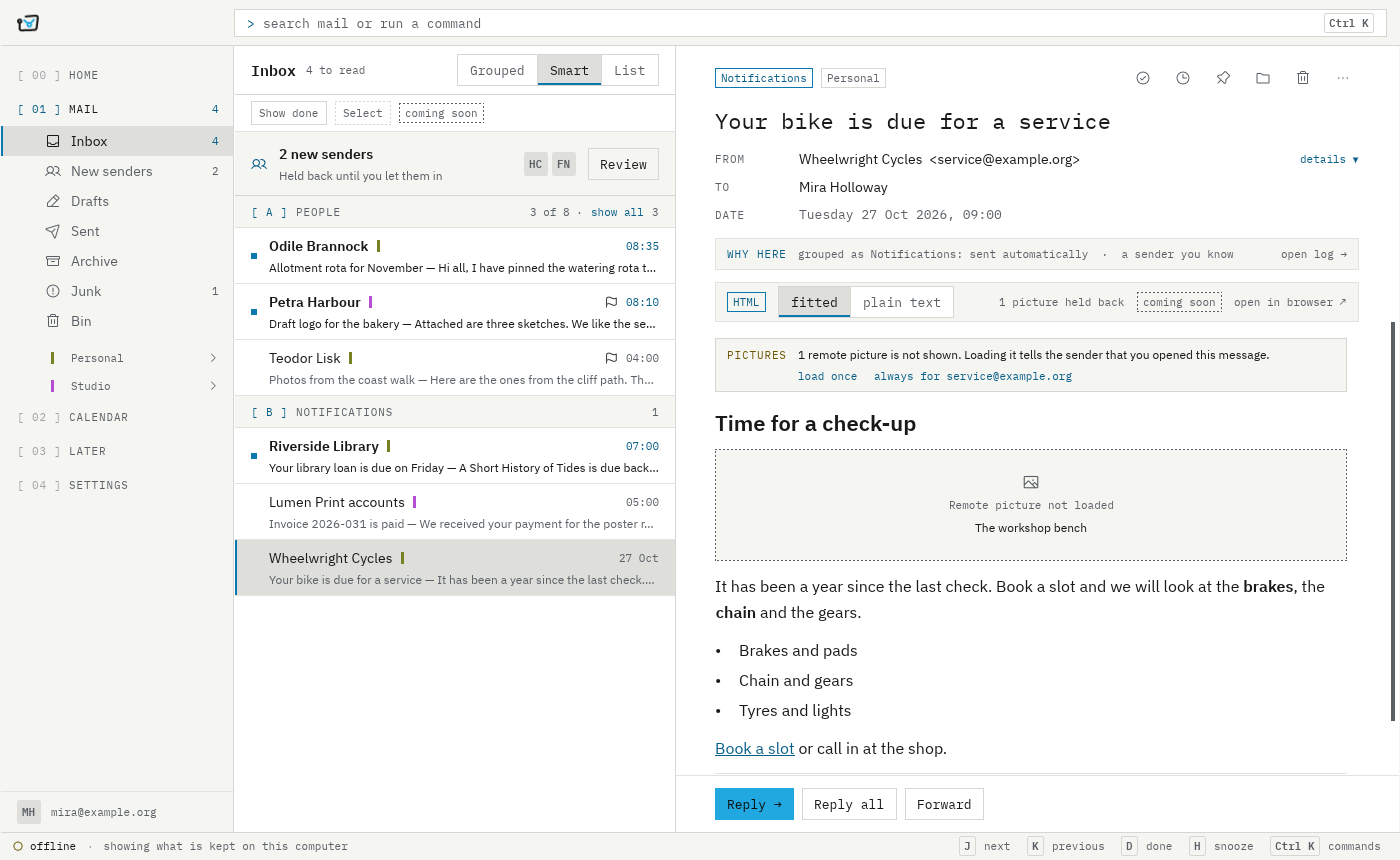 > search mail or run a command
Ctrl K
[ 00 ] HOME
[ 01 ] MAIL 4
Inbox 4
New senders 2
Drafts
Sent
Archive
Junk 1
Bin
Personal
Studio
[ 02 ] CALENDAR
[ 03 ] LATER
[ 04 ] SETTINGS
MH mira@example.org
Inbox 4 to read
Grouped Smart List
Show done Select coming soon
2 new senders
Held back until you let them in
HC FN Review
[ A ] PEOPLE 3 of 8 · show all 3
Odile Brannock 08:35
Allotment rota for November — Hi all, I have pinned the watering rota t…
Petra Harbour 08:10
Draft logo for the bakery — Attached are three sketches. We like the se…
Teodor Lisk 04:00
Photos from the coast walk — Here are the ones from the cliff path. Th…
[ B ] NOTIFICATIONS 1
Riverside Library 07:00
Your library loan is due on Friday — A Short History of Tides is due back…
Lumen Print accounts 05:00
Invoice 2026-031 is paid — We received your payment for the poster r…
Wheelwright Cycles 27 Oct
Your bike is due for a service — It has been a year since the last check.…
Notifications Personal
Your bike is due for a service
FROM Wheelwright Cycles <service@example.org> details ▾
TO Mira Holloway
DATE Tuesday 27 Oct 2026, 09:00
WHY HERE grouped as Notifications: sent automatically · a sender you know open log →
HTML fitted plain text 1 picture held back coming soon open in browser ↗
PICTURES 1 remote picture is not shown. Loading it tells the sender that you opened this message.
load once always for service@example.org
Time for a check-up
Remote picture not loaded
The workshop bench
It has been a year since the last check. Book a slot and we will look at the brakes, the
chain and the gears.
• Brakes and pads
• Chain and gears
• Tyres and lights
Book a slot or call in at the shop.
Reply → Reply all Forward
offline · showing what is kept on this computer
J next K previous D done H snooze Ctrl K commands